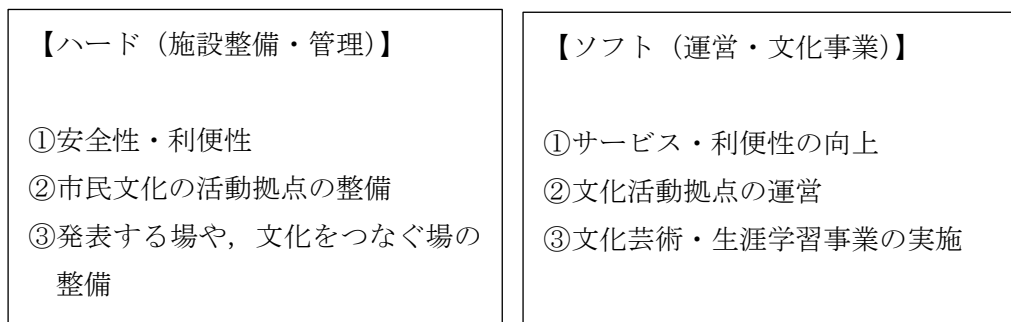 【ハード（施設整備・管理）】
①安全性・利便性
②市民文化の活動拠点の整備
③発表する場や，文化をつなぐ場の
整備
【ソフト（運営・文化事業）】
①サービス・利便性の向上
②文化活動拠点の運営
③文化芸術・生涯学習事業の実施